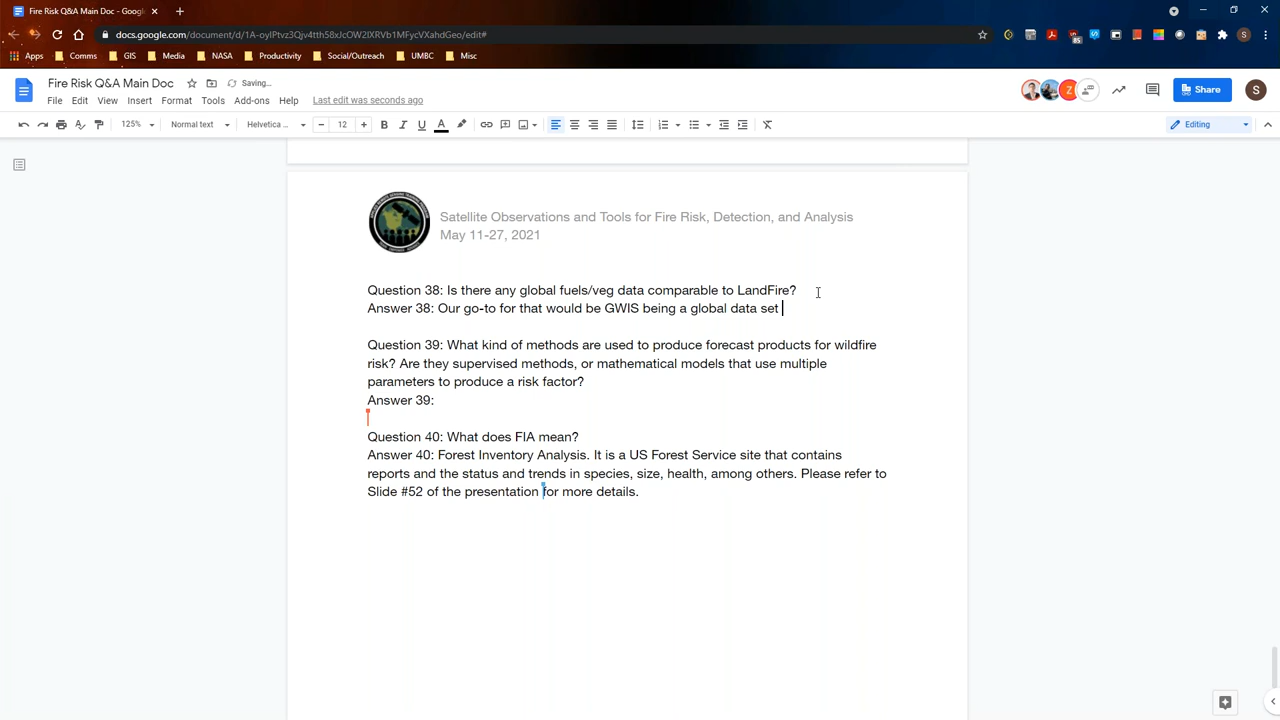 Fire Risk Q&A Main Doc - Googl
docs.google.com/document/d/1A-oyIPtvz3Qjv4tth58xJcOW2IXRVb1MFycVXahdGeo/edit#
Apps Comms GIS Media NASA Productivity Social/Outreach UMBC Misc
Fire Risk Q&A Main Doc Saving...
File Edit View Insert Format Tools Add-ons Help Last edit was seconds ago
Z Share S
125% Normal text Helvetica ... 12 B I U A Editing
Satellite Observations and Tools for Fire Risk, Detection, and Analysis
May 11-27, 2021
Question 38: Is there any global fuels/veg data comparable to LandFire?
Answer 38: Our go-to for that would be GWIS being a global data set
Question 39: What kind of methods are used to produce forecast products for wildfire
risk? Are they supervised methods, or mathematical models that use multiple
parameters to produce a risk factor?
Answer 39:
Question 40: What does FIA mean?
Answer 40: Forest Inventory Analysis. It is a US Forest Service site that contains
reports and the status and trends in species, size, health, among others. Please refer to
Slide #52 of the presentation for more details.